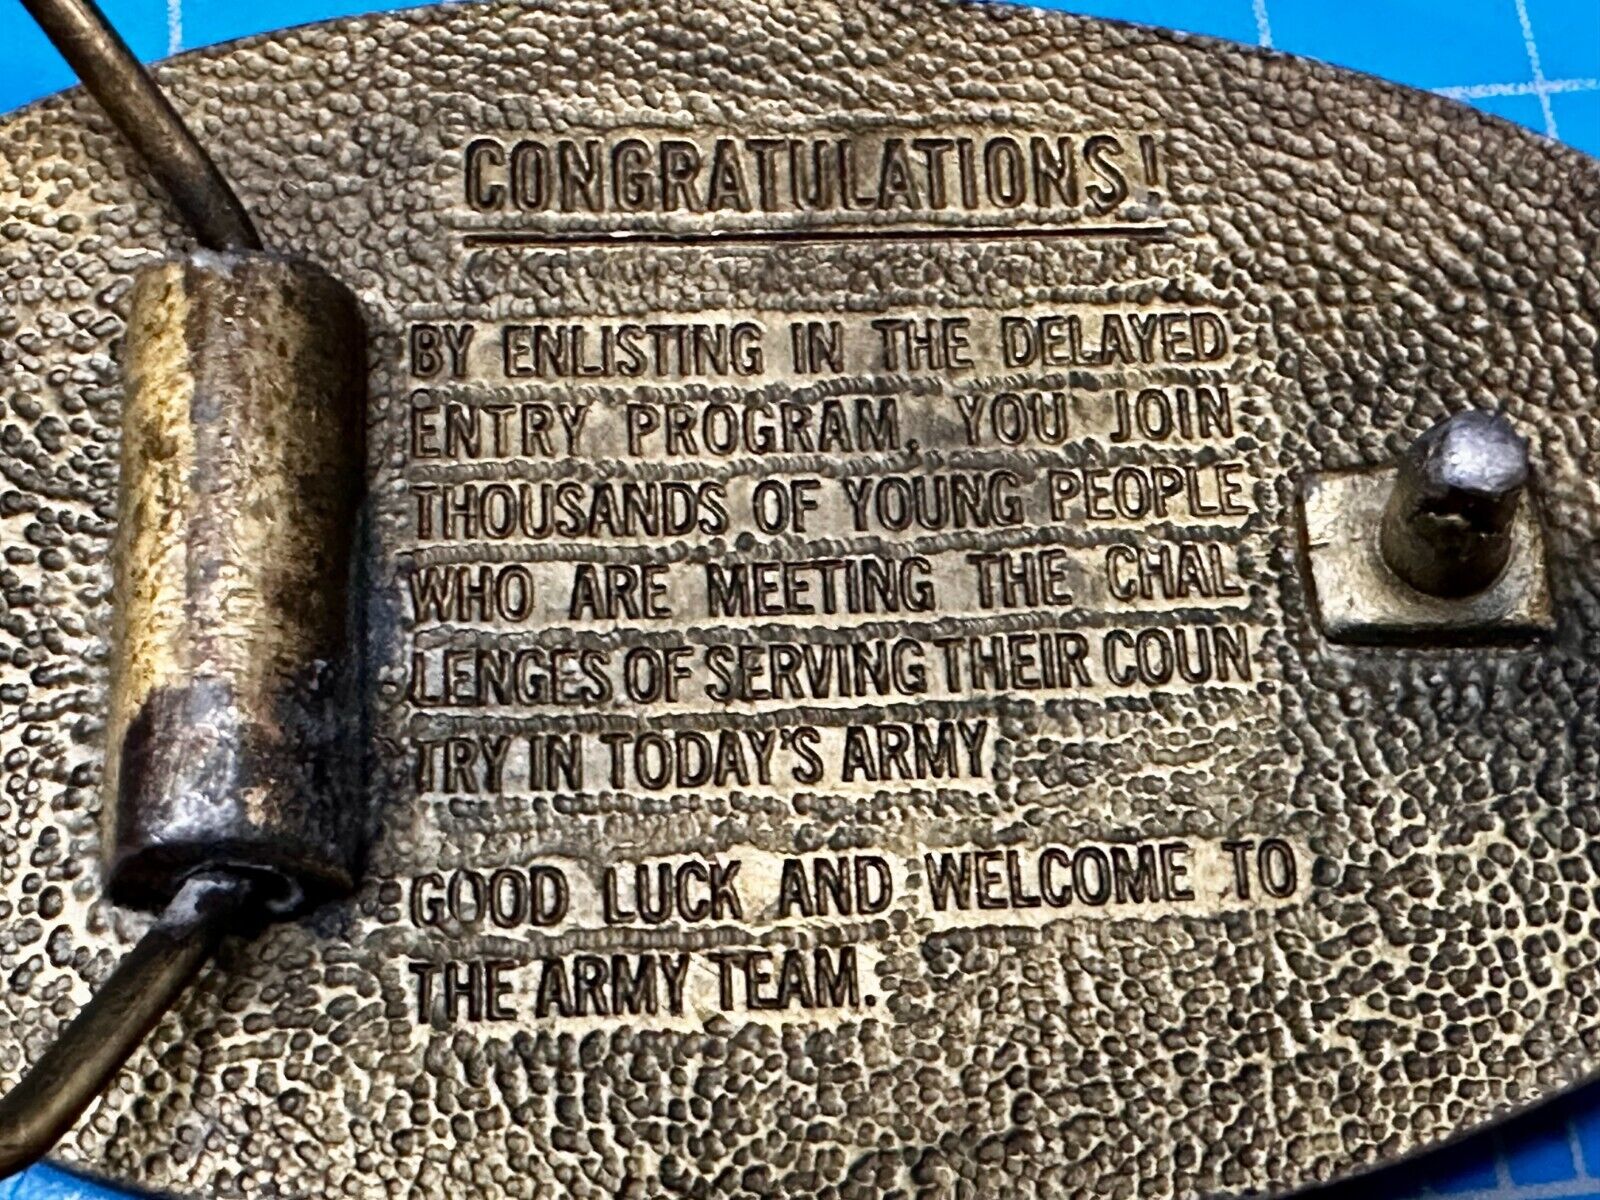 CONGRATULATIONS!
BY ENLISTING IN THE DELAYED
ENTRY PROGRAM, YOU JOIN
THOUSANDS OF YOUNG PEOPLE
WHO ARE MEETING THE CHAL
LENGES OF SERVING THEIR COUN
TRY IN TODAY'S ARMY.
GOOD LUCK AND WELCOME TO
THE ARMY TEAM.